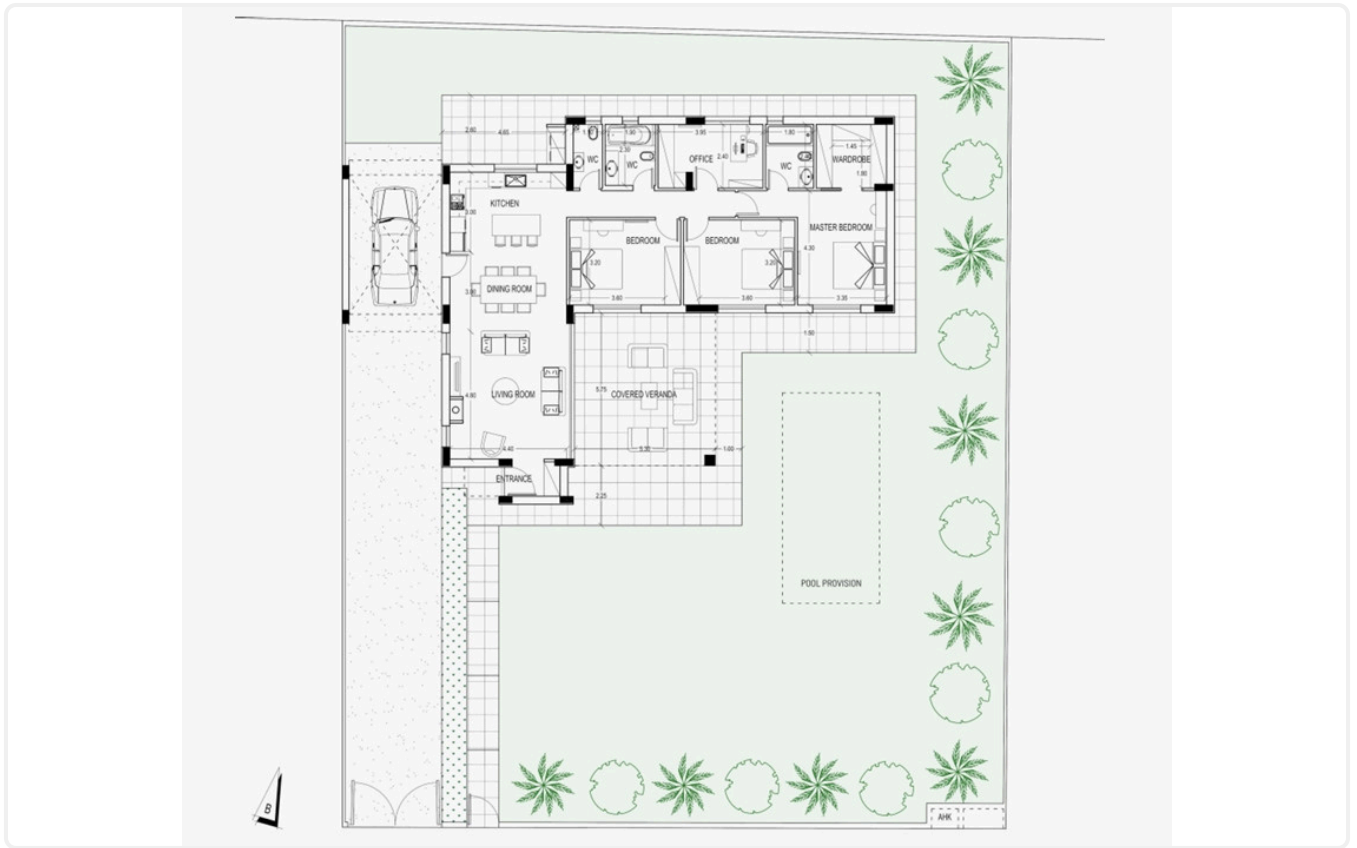 2.60
4.65
1.90
2.30
3.95
2.40
1.80
1.45
1.80
WC
WC
OFFICE
WC
WARDROBE
KITCHEN
3.00
BEDROOM
BEDROOM
MASTER BEDROOM
3.20
3.20
4.30
3.60
3.60
3.35
DINING ROOM
3.00
1.50
LIVING ROOM
4.80
5.75
COVERED VERANDA
4.40
5.30
1.00
ENTRANCE
2.25
POOL PROVISION
B
AHK